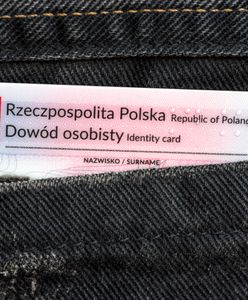 Rzeczpospolita Polska Republic of Poland
Dowód osobisty Identity card
NAZWISKO / SURNAME